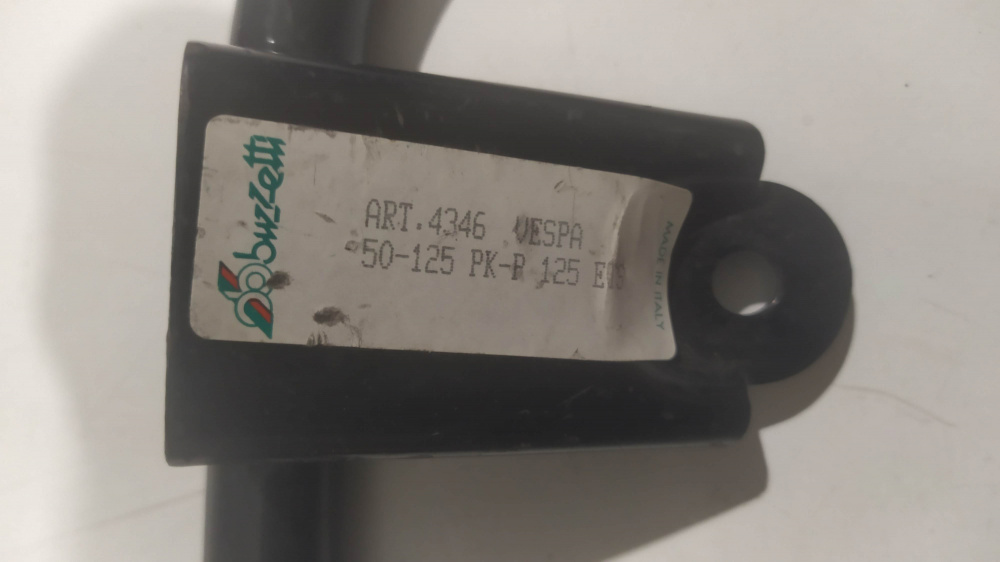 buzzetti
ART.4346 VESPA
50-125 PK-P 125
MADE IN ITALY